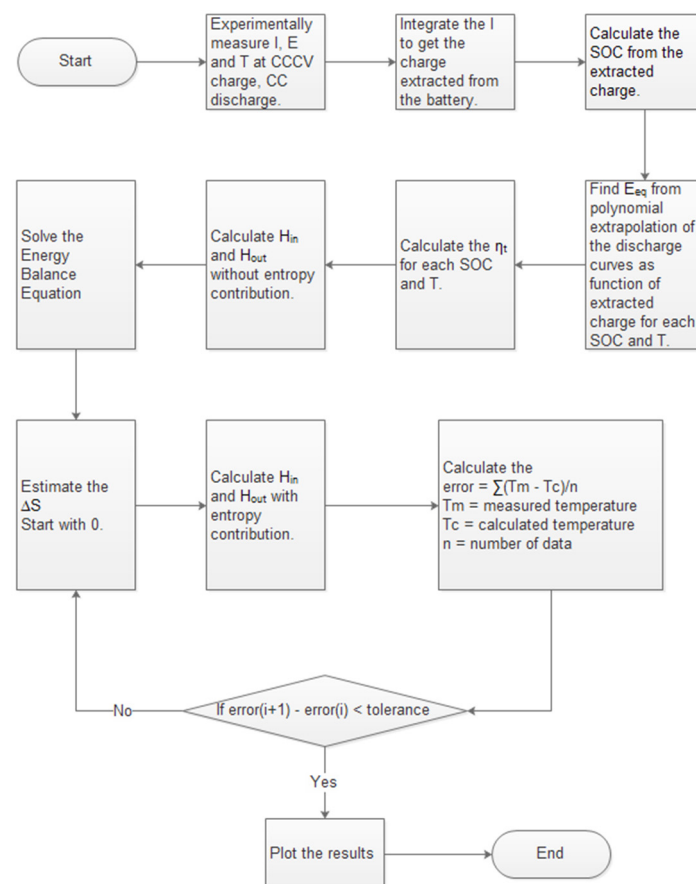 Start
Experimentally
measure I, E
and T at CCCV
charge, CC
discharge.
Integrate the I
to get the
charge
extracted from
the battery.
Calculate the
SOC from the
extracted
charge.
Find Eeq from
polynomial
extrapolation of
the discharge
curves as
function of
extracted
charge for each
SOC and T.
Calculate the ηt
for each SOC
and T.
Calculate Hin
and Hout
without entropy
contribution.
Solve the
Energy
Balance
Equation
Estimate the
ΔS
Start with 0.
Calculate Hin
and Hout with
entropy
contribution.
Calculate the
error = ∑(Tm - Tc)/n
Tm = measured temperature
Tc = calculated temperature
n = number of data
If error(i+1) - error(i) < tolerance
No
Yes
Plot the results
End